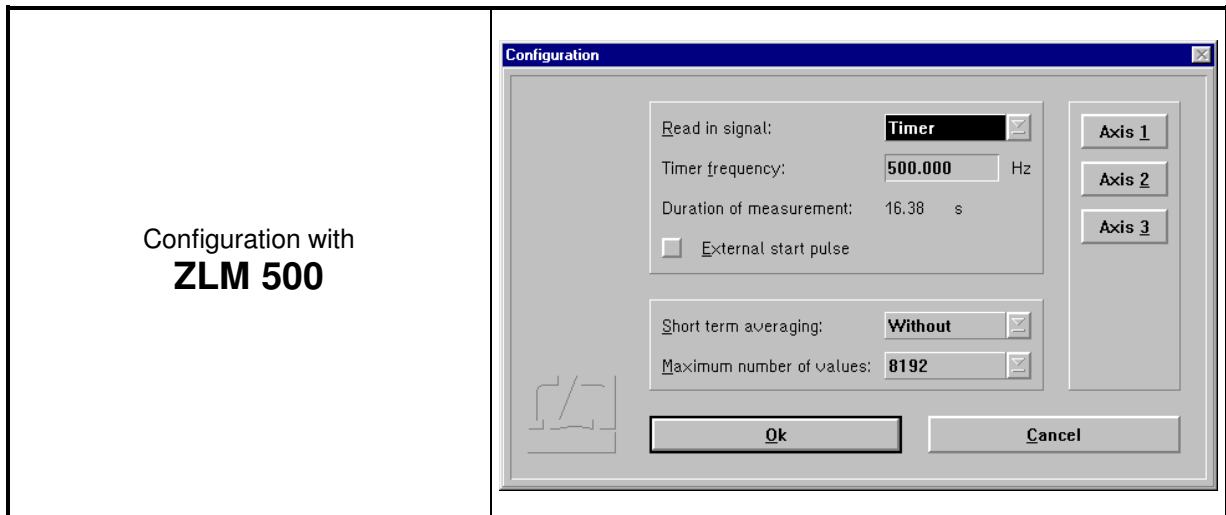 Configuration with
ZLM 500
Configuration
Read in signal: Timer
Timer frequency: 500.000 Hz
Duration of measurement: 16.38 s
External start pulse
Short term averaging: Without
Maximum number of values: 8192
Axis 1
Axis 2
Axis 3
Ok Cancel